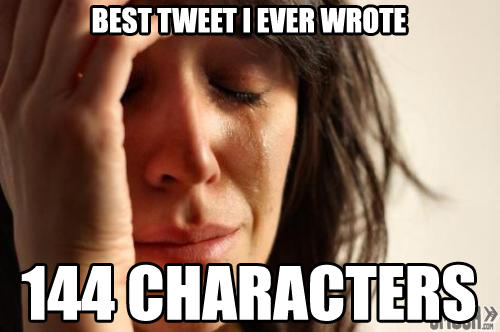 BEST TWEET I EVER WROTE
144 CHARACTERS